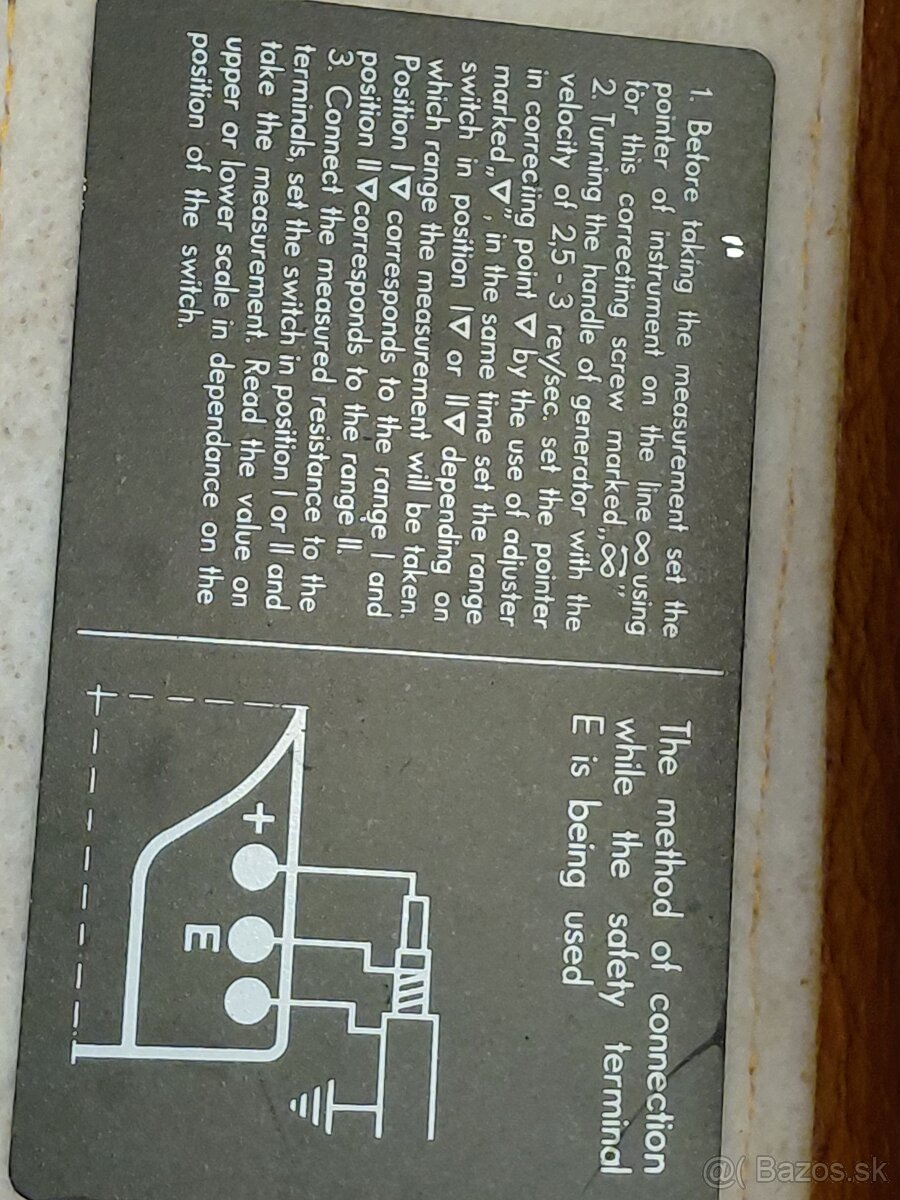 1. Before taking the measurement set the
pointer of instrument on the line ∞ using
for this correcting screw marked „∞”
2. Turning the handle of generator with the
velocity of 2,5 - 3 rev/sec. set the pointer
in correcting point ∇ by the use of adjuster
marked „∇”, in the same time set the range
switch in position I∇ or II∇ depending on
which range the measurement will be taken.
Position I∇ corresponds to the range I and
position II∇ corresponds to the range II.
3. Connect the measured resistance to the
terminals, set the switch in position I or II and
take the measurement. Read the value on
upper or lower scale in dependance on the
position of the switch.
The method of connection
while the safety terminal
E is being used
+
E
@( Bazos.sk